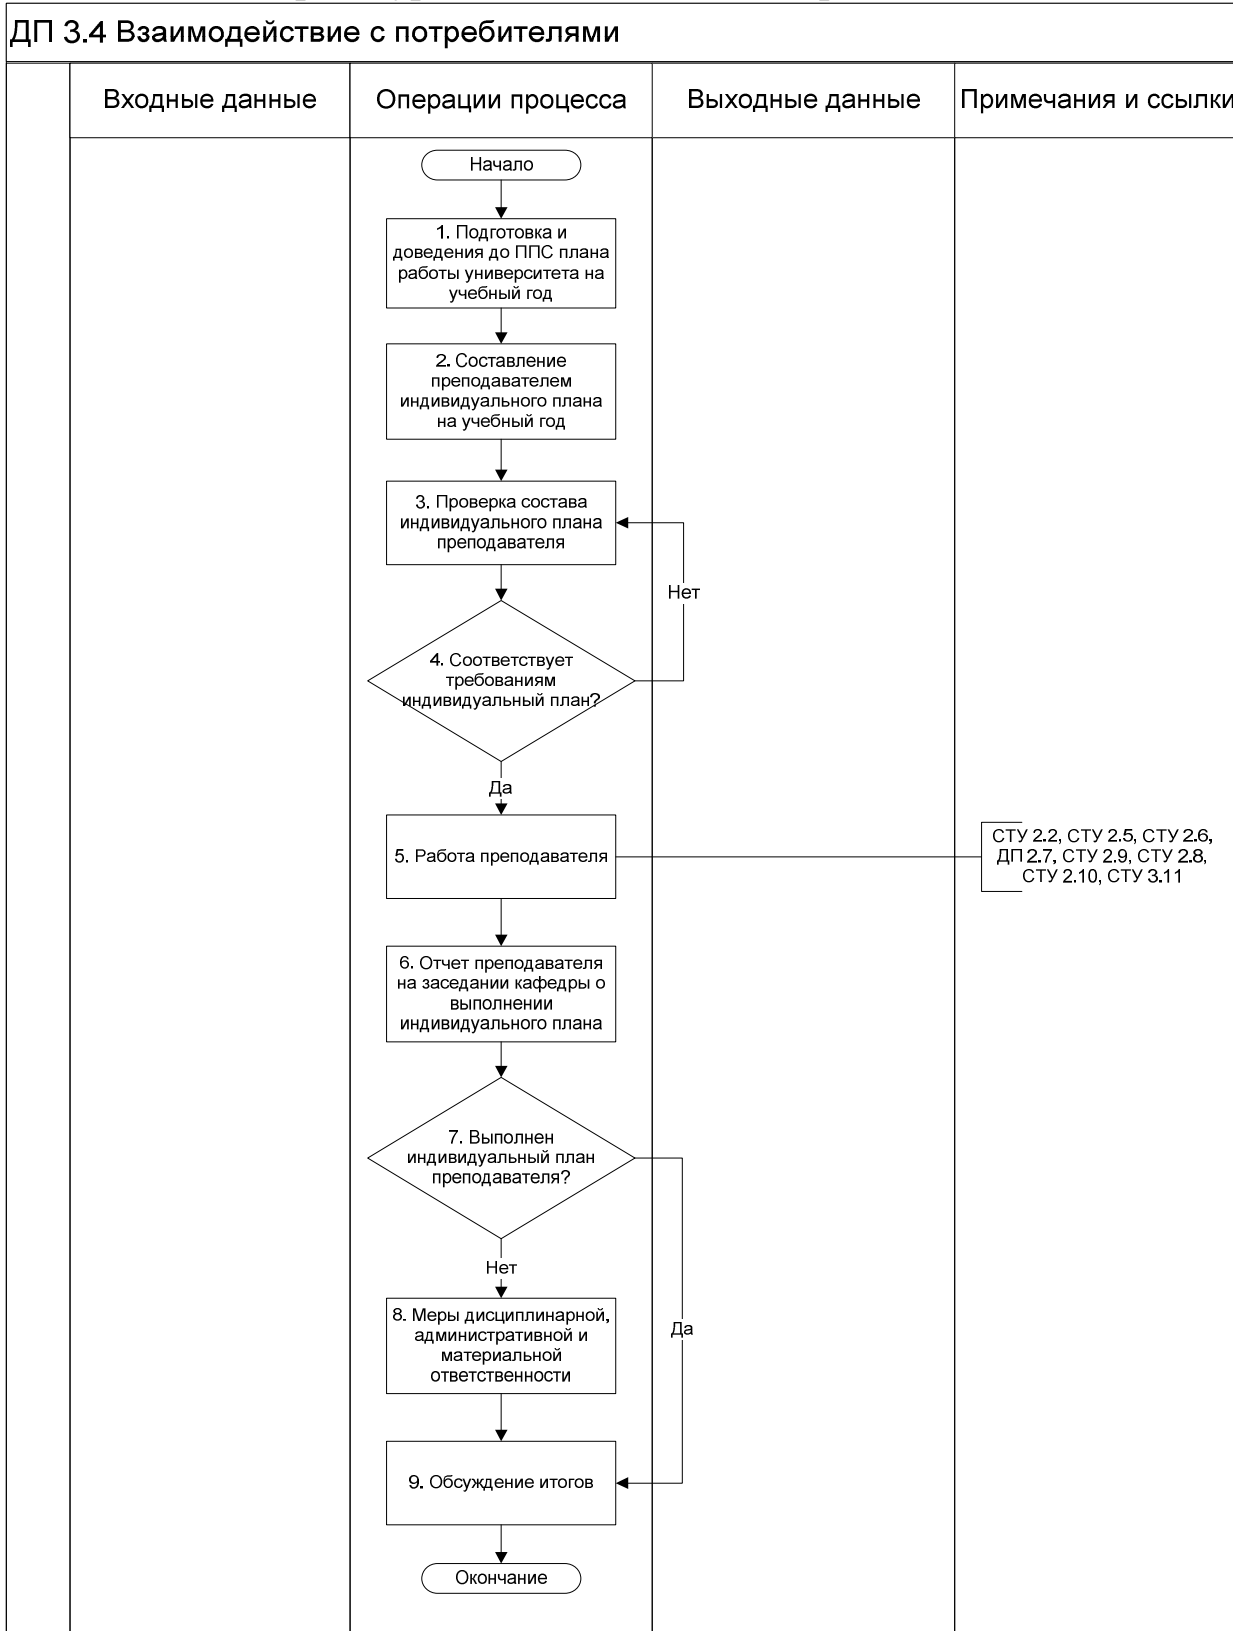 ДП 3.4 Взаимодействие с потребителями
Входные данные
Операции процесса
Выходные данные
Примечания и ссылки
Начало
1. Подготовка и
доведения до ППС плана
работы университета на
учебный год
2. Составление
преподавателем
индивидуального плана
на учебный год
3. Проверка состава
индивидуального плана
преподавателя
Нет
4. Соответствует
требованиям
индивидуальный план?
Да
5. Работа преподавателя
СТУ 2.2, СТУ 2.5, СТУ 2.6,
ДП 2.7, СТУ 2.9, СТУ 2.8,
СТУ 2.10, СТУ 3.11
6. Отчет преподавателя
на заседании кафедры о
выполнении
индивидуального плана
7. Выполнен
индивидуальный план
преподавателя?
Нет
8. Меры дисциплинарной,
административной и
материальной
ответственности
Да
9. Обсуждение итогов
Окончание